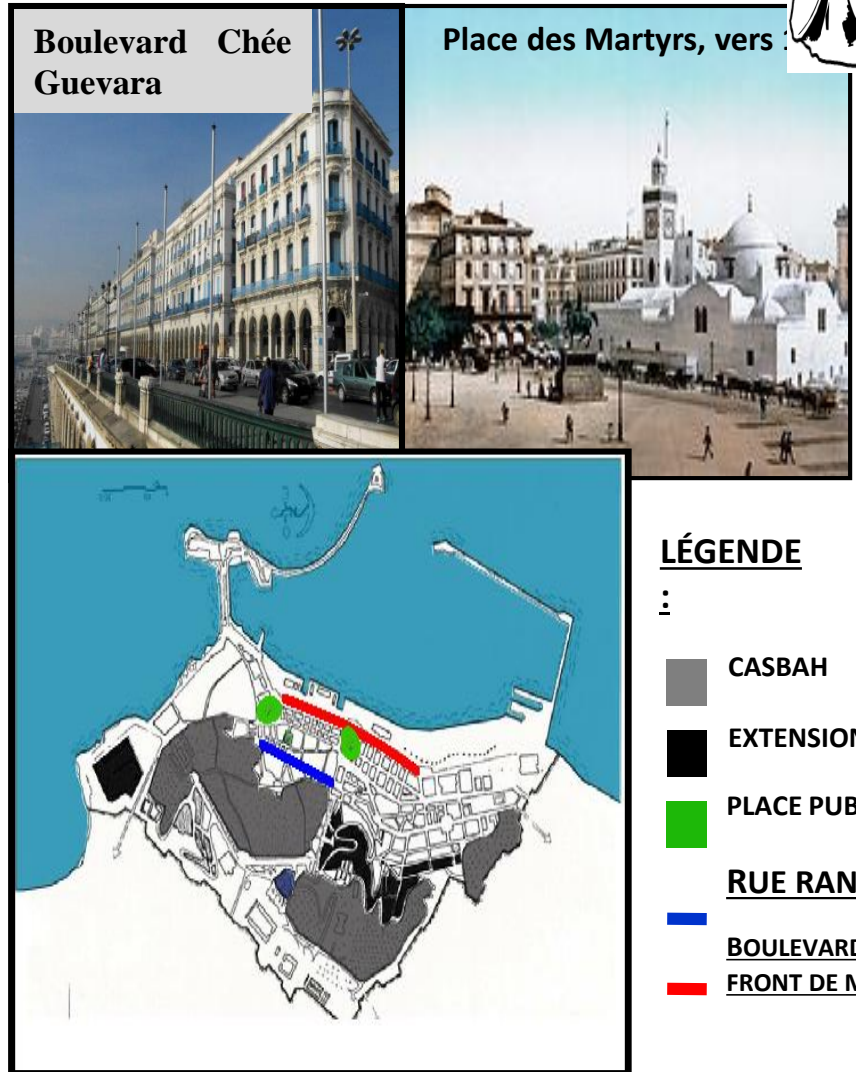 Boulevard Chée
Guevara
Place des Martyrs, vers
LÉGENDE
:
CASBAH
EXTENSION
PLACE PUB
RUE RAN
BOULEVARD
FRONT DE M